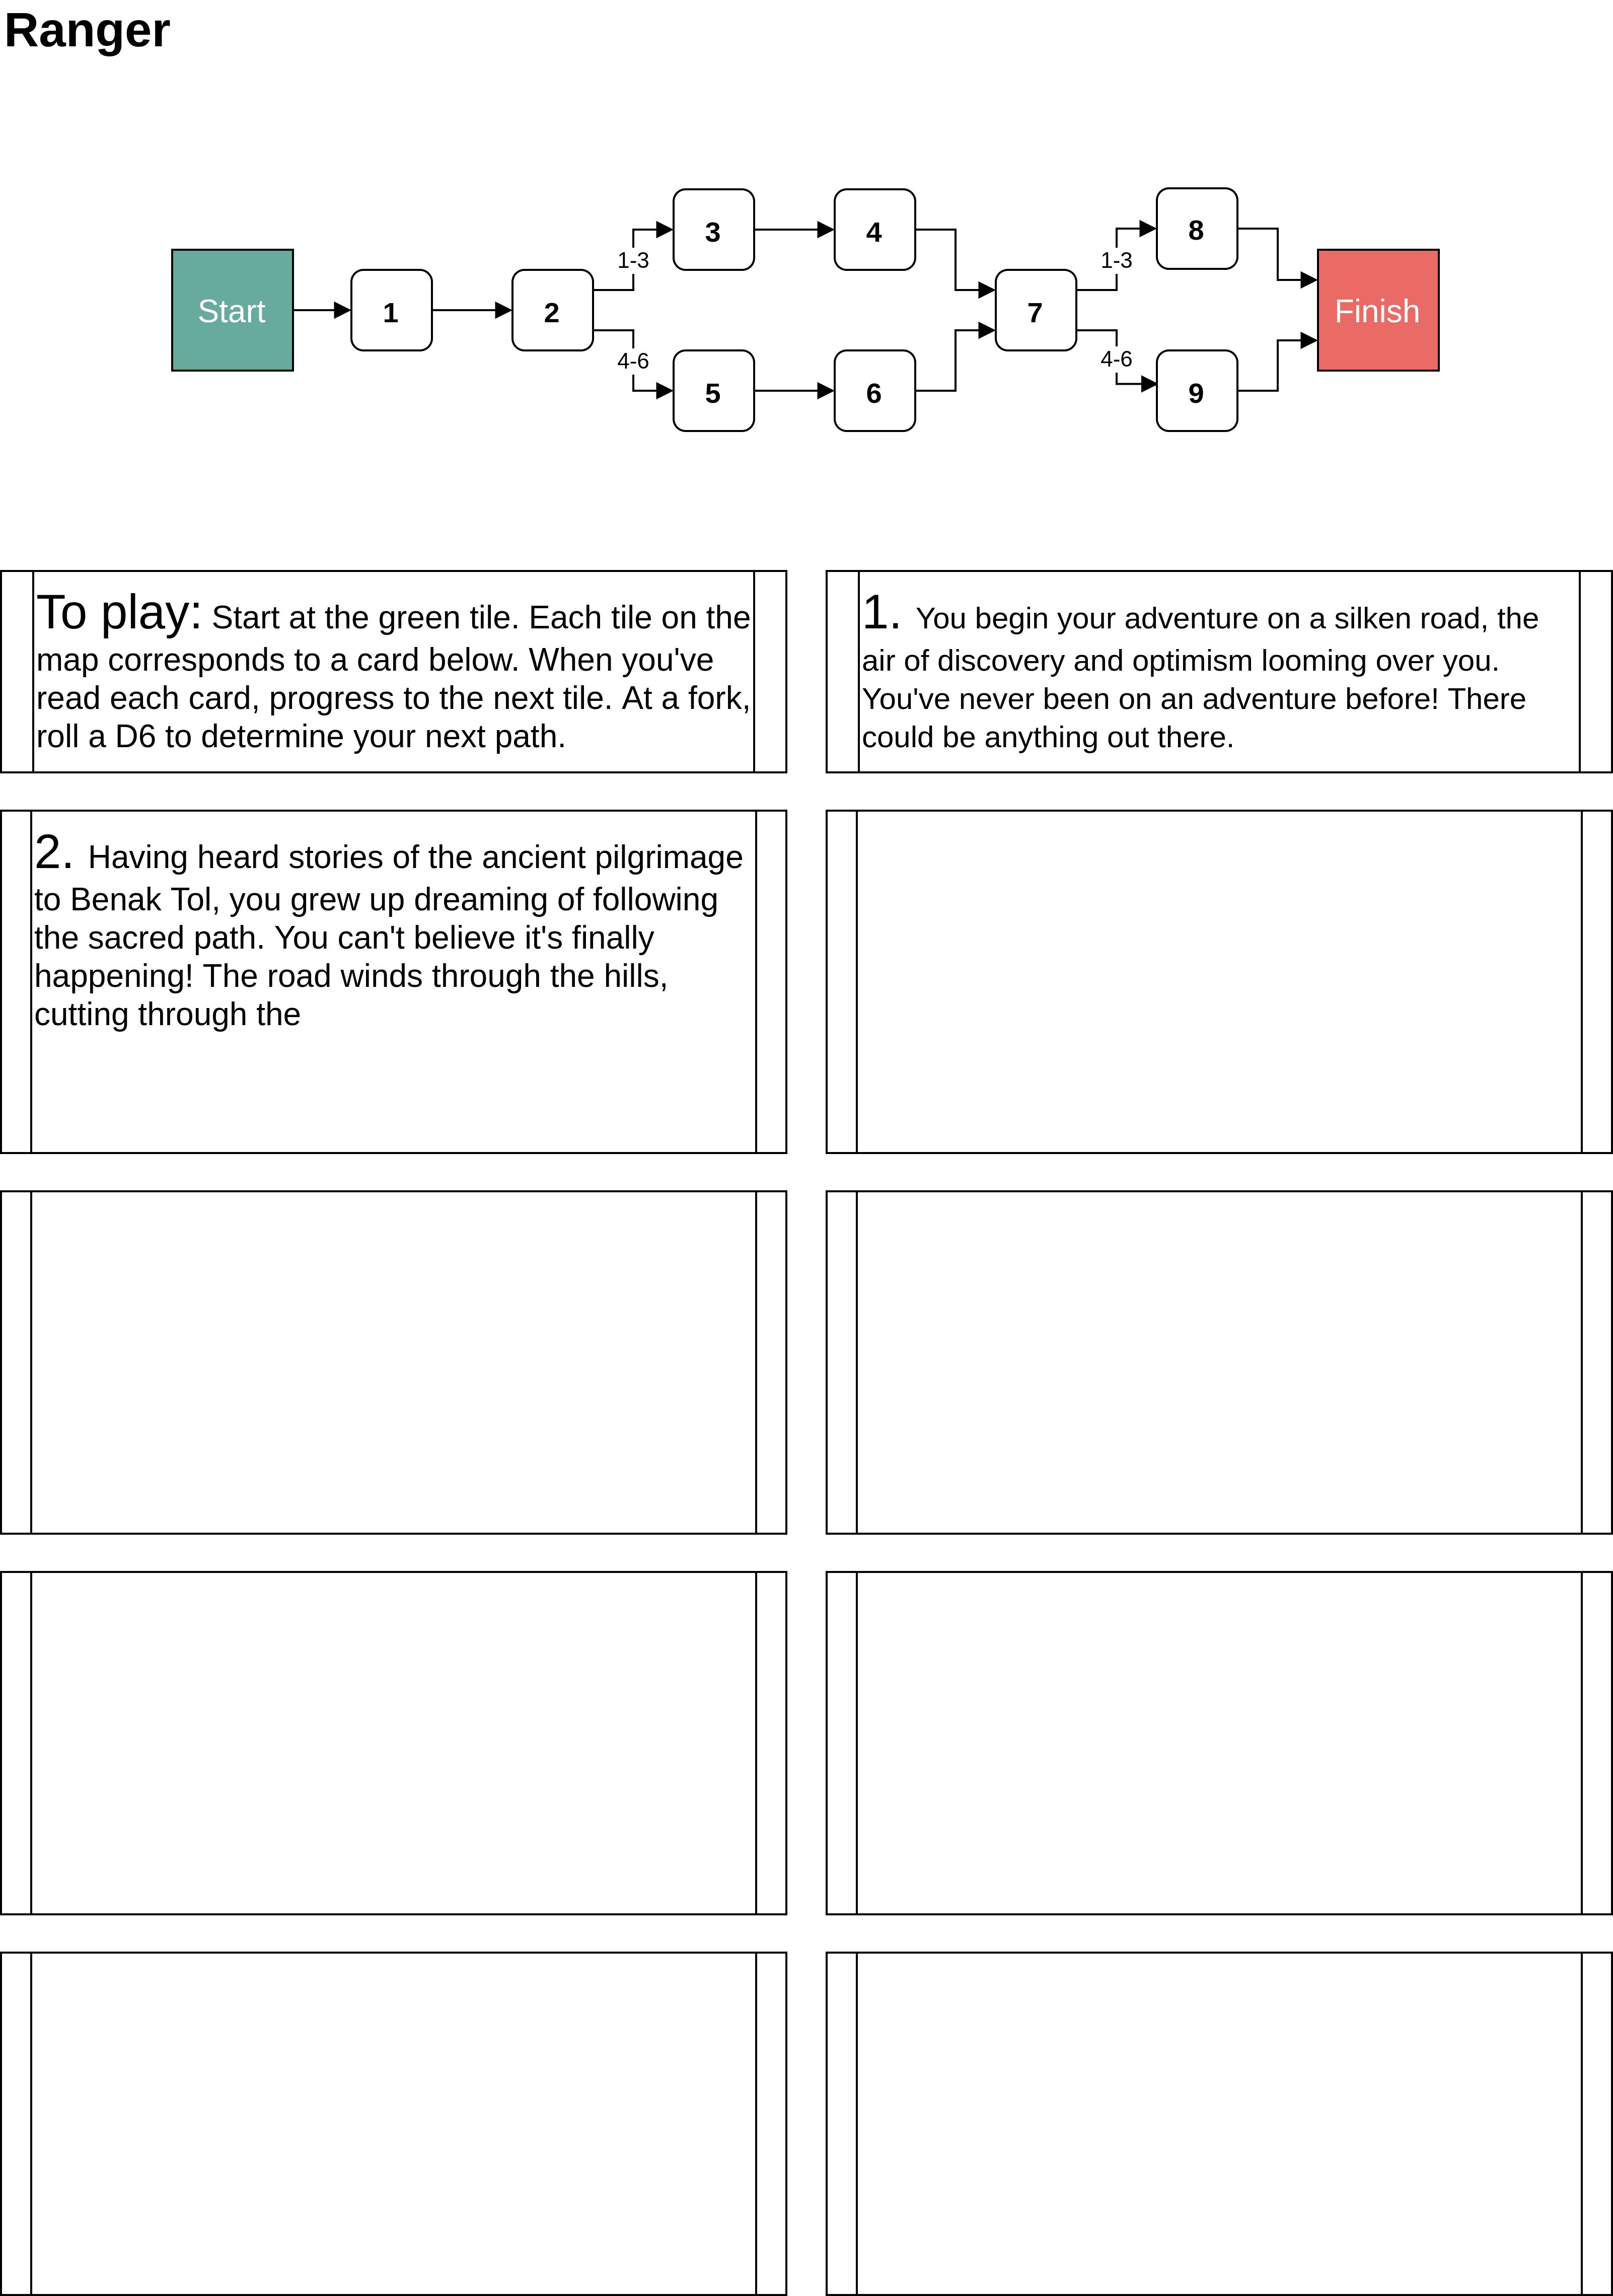 Ranger
3
4
8
1-3
1-3
Start
1
2
7
Finish
4-6
4-6
5
6
9
To play: Start at the green tile. Each tile on the
map corresponds to a card below. When you've
read each card, progress to the next tile. At a fork,
roll a D6 to determine your next path.
1. You begin your adventure on a silken road, the
air of discovery and optimism looming over you.
You've never been on an adventure before! There
could be anything out there.
2. Having heard stories of the ancient pilgrimage
to Benak Tol, you grew up dreaming of following
the sacred path. You can't believe it's finally
happening! The road winds through the hills,
cutting through the